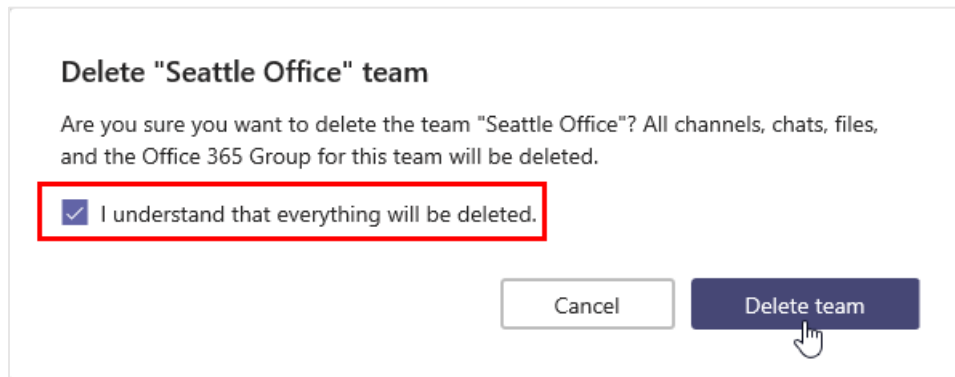 Delete "Seattle Office" team
Are you sure you want to delete the team "Seattle Office"? All channels, chats, files,
and the Office 365 Group for this team will be deleted.
I understand that everything will be deleted.
Cancel
Delete team